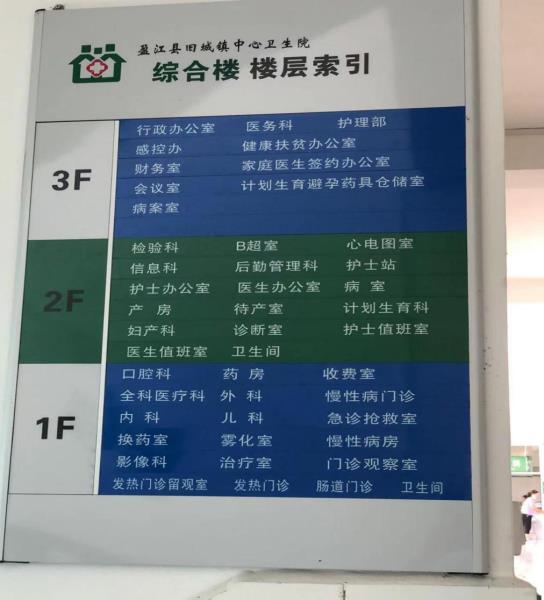 盈江县旧城镇中心卫生院
综合楼 楼层索引
3F
行政办公室 医务科 护理部
感控办 健康扶贫办公室
财务室 家庭医生签约办公室
会议室 计划生育避孕药具仓储室
病案室
2F
检验科 B超室 心电图室
信息科 后勤管理科 护士站
护士办公室 医生办公室 病 室
产 房 待产室 计划生育科
妇产科 诊断室 护士值班室
医生值班室 卫生间
1F
口腔科 药 房 收费室
全科医疗科 外 科 慢性病门诊
内 科 儿 科 急诊抢救室
换药室 雾化室 慢性病房
影像科 治疗室 门诊观察室
发热门诊留观室 发热门诊 肠道门诊 卫生间